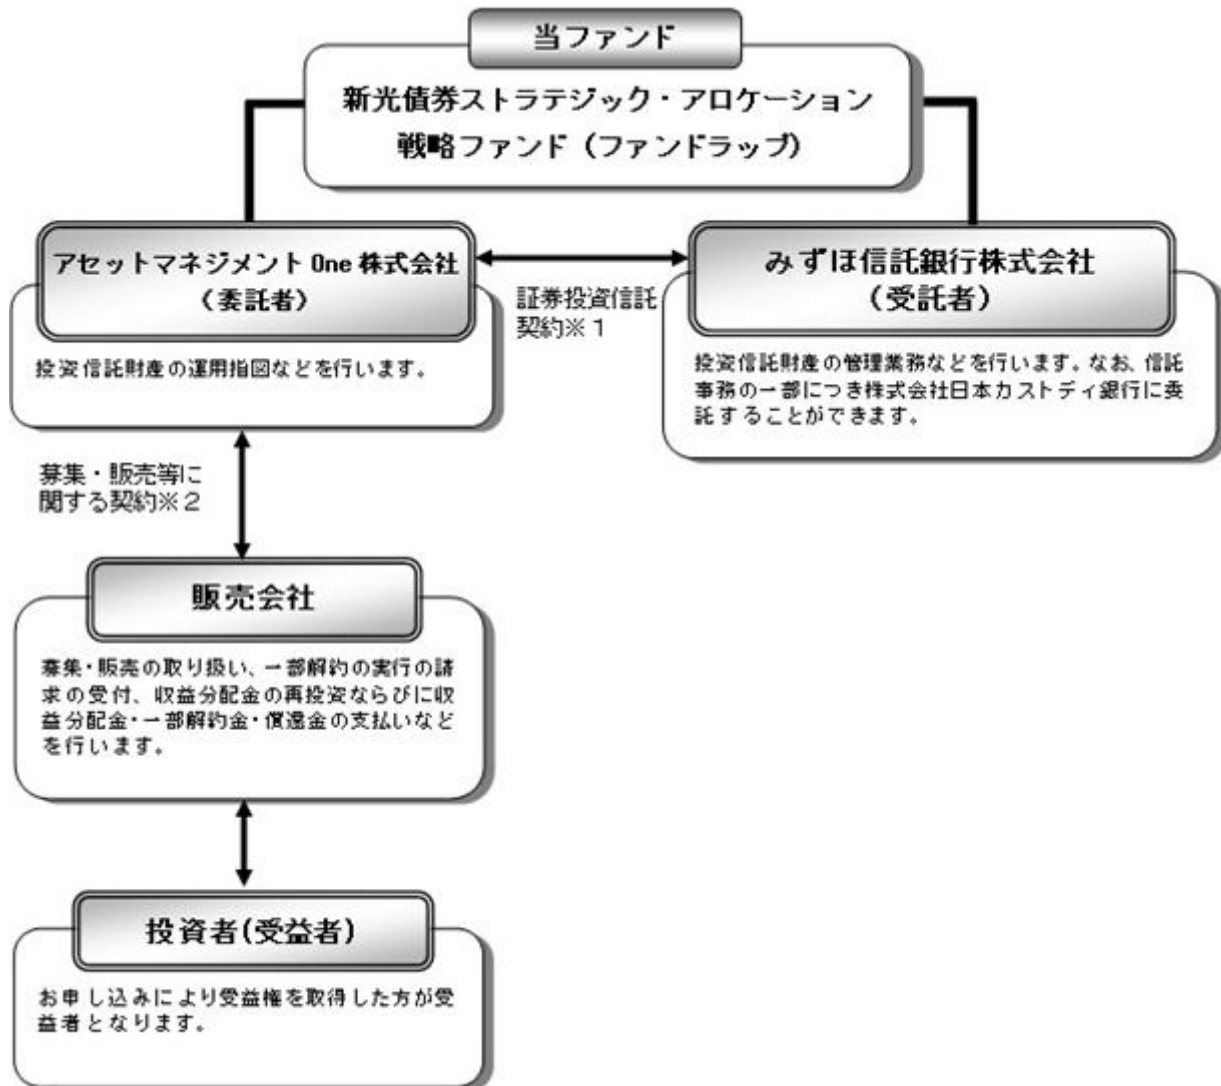 当ファンド
新光債券ストラテジック・アロケーション
戦略ファンド（ファンドラップ）
アセットマネジメント One 株式会社
（委託者）
投資信託財産の運用指図などを行います。
証券投資信託
契約※１
みずほ信託銀行株式会社
（受託者）
投資信託財産の管理業務などを行います。なお、信託
事務の一部につき株式会社日本カストディ銀行に委
託することができます。
募集・販売等に
関する契約※２
販売会社
募集・販売の取り扱い、一部解約の実行の請
求の受付、収益分配金の再投資ならびに収
益分配金・一部解約金・償還金の支払いなど
を行います。
投資者(受益者)
お申し込みにより受益権を取得した方が受
益者となります。